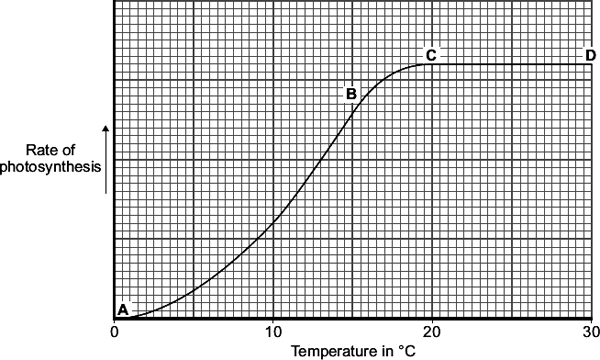 C
D
B
Rate of
photosynthesis
A
0
10
20
30
Temperature in °C